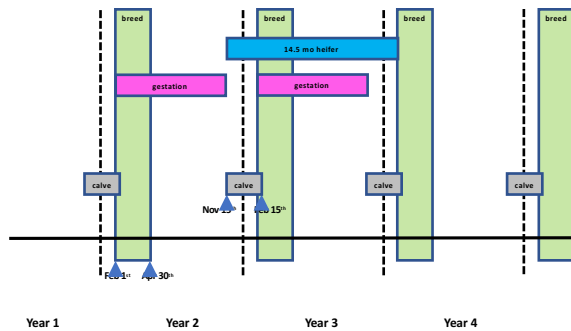 breed
breed
breed
breed
14.5 mo heifer
gestation
gestation
calve
calve
calve
calve
Nov 15th
Feb 15th
Feb 1st
Apr 30th
Year 1
Year 2
Year 3
Year 4